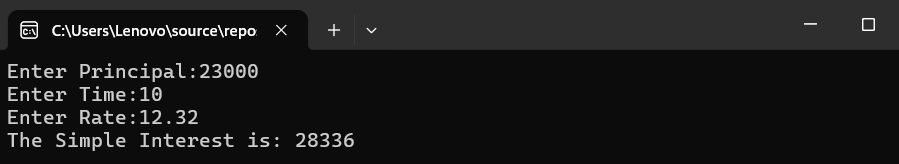 C:\Users\Lenovo\source\repo
Enter Principal:23000
Enter Time:10
Enter Rate:12.32
The Simple Interest is: 28336